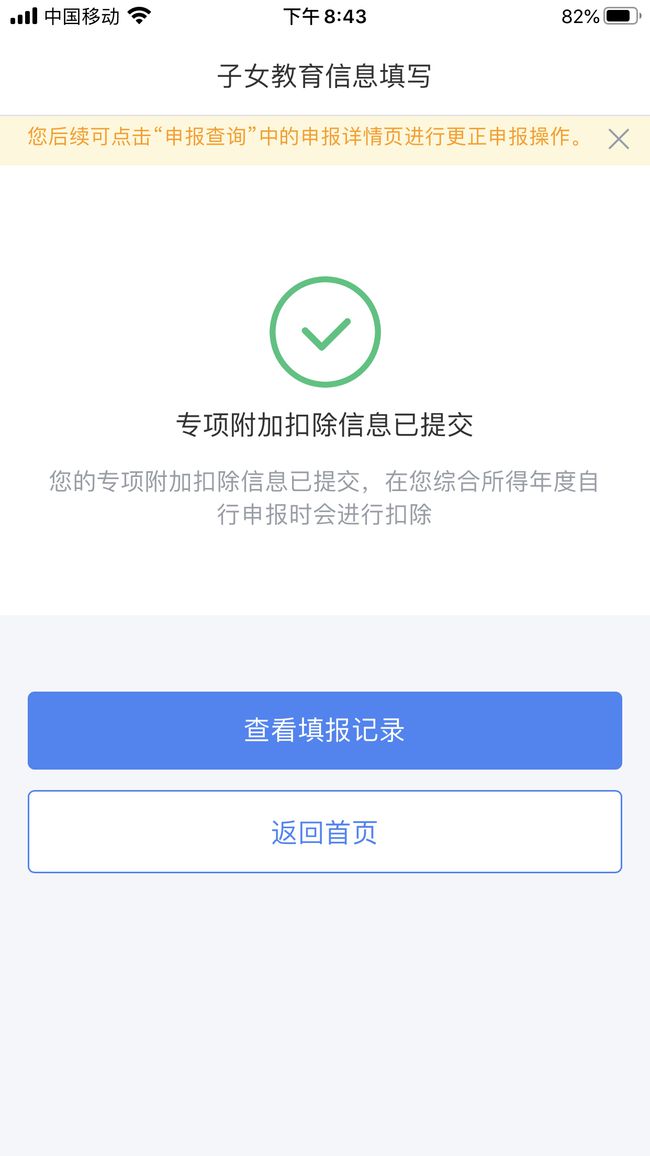 中国移动 下午8:43 82%
子女教育信息填写
您后续可点击“申报查询”中的申报详情页进行更正申报操作。
专项附加扣除信息已提交
您的专项附加扣除信息已提交，在您综合所得年度自
行申报时会进行扣除
查看填报记录
返回首页